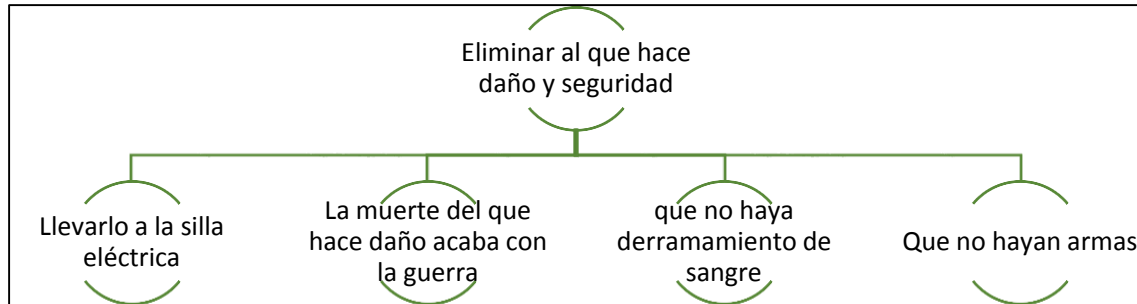 Eliminar al que hace
daño y seguridad
Llevarlo a la silla
eléctrica
La muerte del que
hace daño acaba con
la guerra
que no haya
derramamiento de
sangre
Que no hayan armas